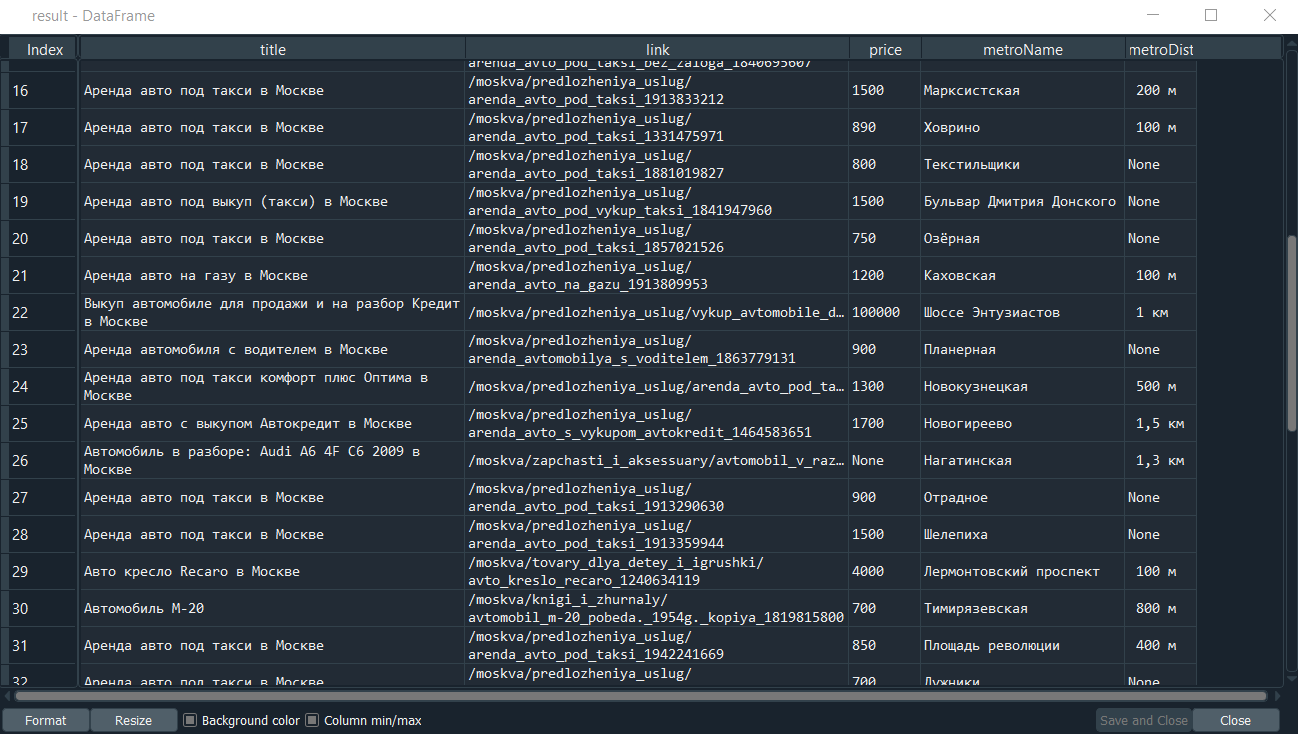 result - DataFrame
Index title link price metroName metroDist
arenda_avto_pod_taksi_bez_zaloga_1840695607
16 Аренда авто под такси в Москве /moskva/predlozheniya_uslug/ 1500 Марксистская 200 м
arenda_avto_pod_taksi_1913833212
17 Аренда авто под такси в Москве /moskva/predlozheniya_uslug/ 890 Ховрино 100 м
arenda_avto_pod_taksi_1331475971
18 Аренда авто под такси в Москве /moskva/predlozheniya_uslug/ 800 Текстильщики None
arenda_avto_pod_taksi_1881019827
19 Аренда авто под выкуп (такси) в Москве /moskva/predlozheniya_uslug/ 1500 Бульвар Дмитрия Донского None
arenda_avto_pod_vykup_taksi_1841947960
20 Аренда авто под такси в Москве /moskva/predlozheniya_uslug/ 750 Озёрная None
arenda_avto_pod_taksi_1857021526
21 Аренда авто на газу в Москве /moskva/predlozheniya_uslug/ 1200 Каховская 100 м
arenda_avto_na_gazu_1913809953
22 Выкуп автомобиле для продажи и на разбор Кредит /moskva/predlozheniya_uslug/vykup_avtomobile_d… 100000 Шоссе Энтузиастов 1 км
в Москве
23 Аренда автомобиля с водителем в Москве /moskva/predlozheniya_uslug/ 900 Планерная None
arenda_avtomobilya_s_voditelem_1863779131
24 Аренда авто под такси комфорт плюс Оптима в /moskva/predlozheniya_uslug/arenda_avto_pod_ta… 1300 Новокузнецкая 500 м
Москве
25 Аренда авто с выкупом Автокредит в Москве /moskva/predlozheniya_uslug/ 1700 Новогиреево 1,5 км
arenda_avto_s_vykupom_avtokredit_1464583651
26 Автомобиль в разборе: Audi A6 4F C6 2009 в /moskva/zapchasti_i_aksessuary/avtomobil_v_raz… None Нагатинская 1,3 км
Москве
27 Аренда авто под такси в Москве /moskva/predlozheniya_uslug/ 900 Отрадное None
arenda_avto_pod_taksi_1913290630
28 Аренда авто под такси в Москве /moskva/predlozheniya_uslug/ 1500 Шелепиха None
arenda_avto_pod_taksi_1913359944
29 Авто кресло Recaro в Москве /moskva/tovary_dlya_detey_i_igrushki/ 4000 Лермонтовский проспект 100 м
avto_kreslo_recaro_1240634119
30 Автомобиль М-20 /moskva/knigi_i_zhurnaly/ 700 Тимирязевская 800 м
avtomobil_m-20_pobeda._1954g._kopiya_1819815800
31 Аренда авто под такси в Москве /moskva/predlozheniya_uslug/ 850 Площадь революции 400 м
arenda_avto_pod_taksi_1942241669
32 Аренда авто под такси в Москве /moskva/predlozheniya_uslug/ 700 Лужники None
Format Resize Background color Column min/max Save and Close Close